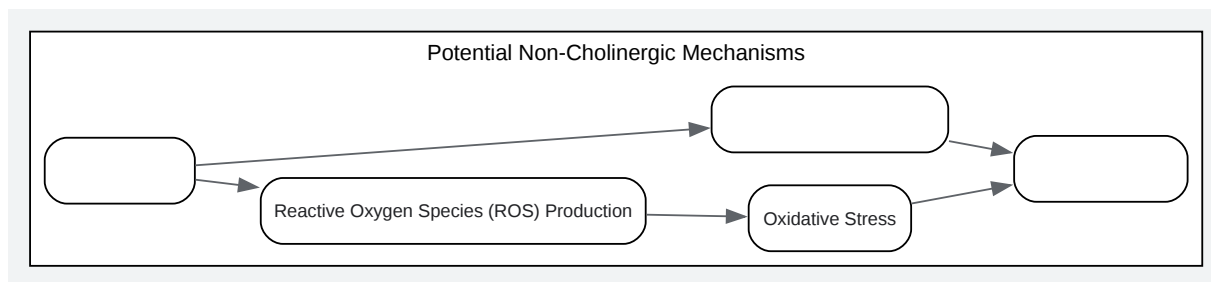 Potential Non-Cholinergic Mechanisms
Reactive Oxygen Species (ROS) Production
Oxidative Stress